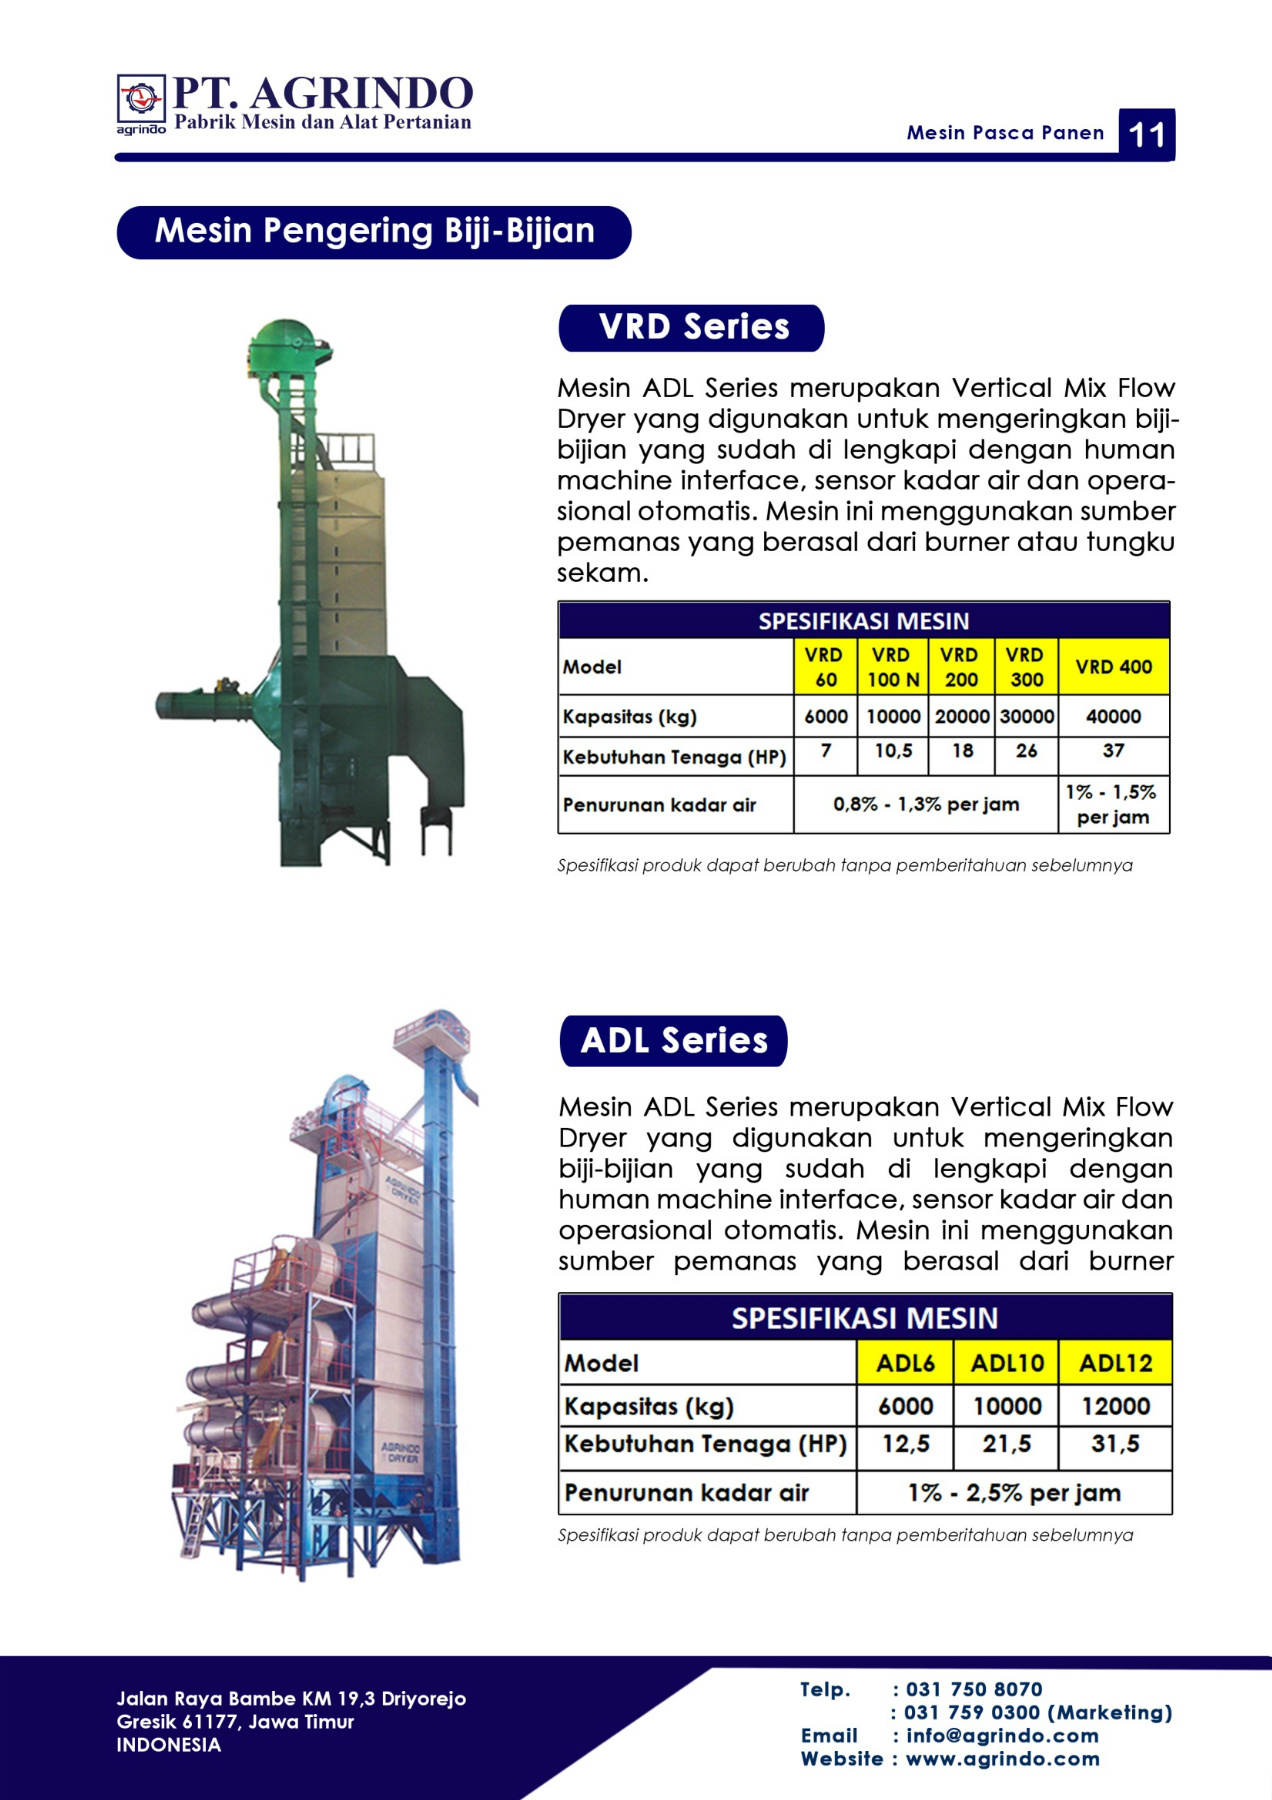 PT. AGRINDO
Pabrik Mesin dan Alat Pertanian
agrindo
Mesin Pasca Panen 11
Mesin Pengering Biji-Bijian
VRD Series
Mesin ADL Series merupakan Vertical Mix Flow
Dryer yang digunakan untuk mengeringkan biji-
bijian yang sudah di lengkapi dengan human
machine interface, sensor kadar air dan opera-
sional otomatis. Mesin ini menggunakan sumber
pemanas yang berasal dari burner atau tungku
sekam.
SPESIFIKASI MESIN
Model VRD 60 VRD 100 N VRD 200 VRD 300 VRD 400
Kapasitas (kg) 6000 10000 20000 30000 40000
Kebutuhan Tenaga (HP) 7 10,5 18 26 37
Penurunan kadar air 0,8% - 1,3% per jam 1% - 1,5% per jam
Spesifikasi produk dapat berubah tanpa pemberitahuan sebelumnya
AGRINDO
DRYER
AGRINDO
DRYER
ADL Series
Mesin ADL Series merupakan Vertical Mix Flow
Dryer yang digunakan untuk mengeringkan
biji-bijian yang sudah di lengkapi dengan
human machine interface, sensor kadar air dan
operasional otomatis. Mesin ini menggunakan
sumber pemanas yang berasal dari burner
SPESIFIKASI MESIN
Model ADL6 ADL10 ADL12
Kapasitas (kg) 6000 10000 12000
Kebutuhan Tenaga (HP) 12,5 21,5 31,5
Penurunan kadar air 1% - 2,5% per jam
Spesifikasi produk dapat berubah tanpa pemberitahuan sebelumnya
Jalan Raya Bambe KM 19,3 Driyorejo
Gresik 61177, Jawa Timur
INDONESIA
Telp. : 031 750 8070
: 031 759 0300 (Marketing)
Email : info@agrindo.com
Website : www.agrindo.com